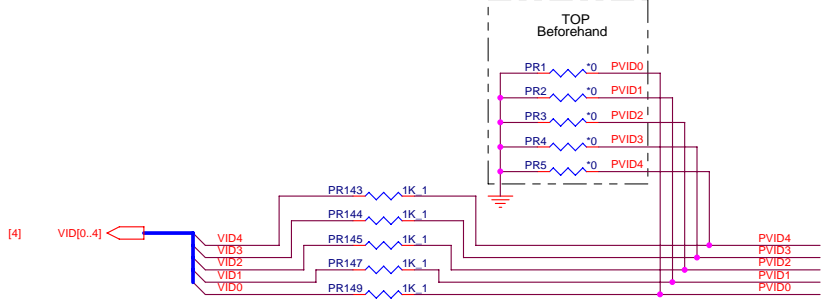 TOP
Beforehand
PR1 *0 PVID0
PR2 *0 PVID1
PR3 *0 PVID2
PR4 *0 PVID3
PR5 *0 PVID4
PR143 1K_1
PR144 1K_1
[4] VID[0..4] VID4 PR145 1K_1 PVID4
VID3 PVID3
VID2 PVID2
PR147 1K_1
VID1 PVID1
VID0 PR149 1K_1 PVID0